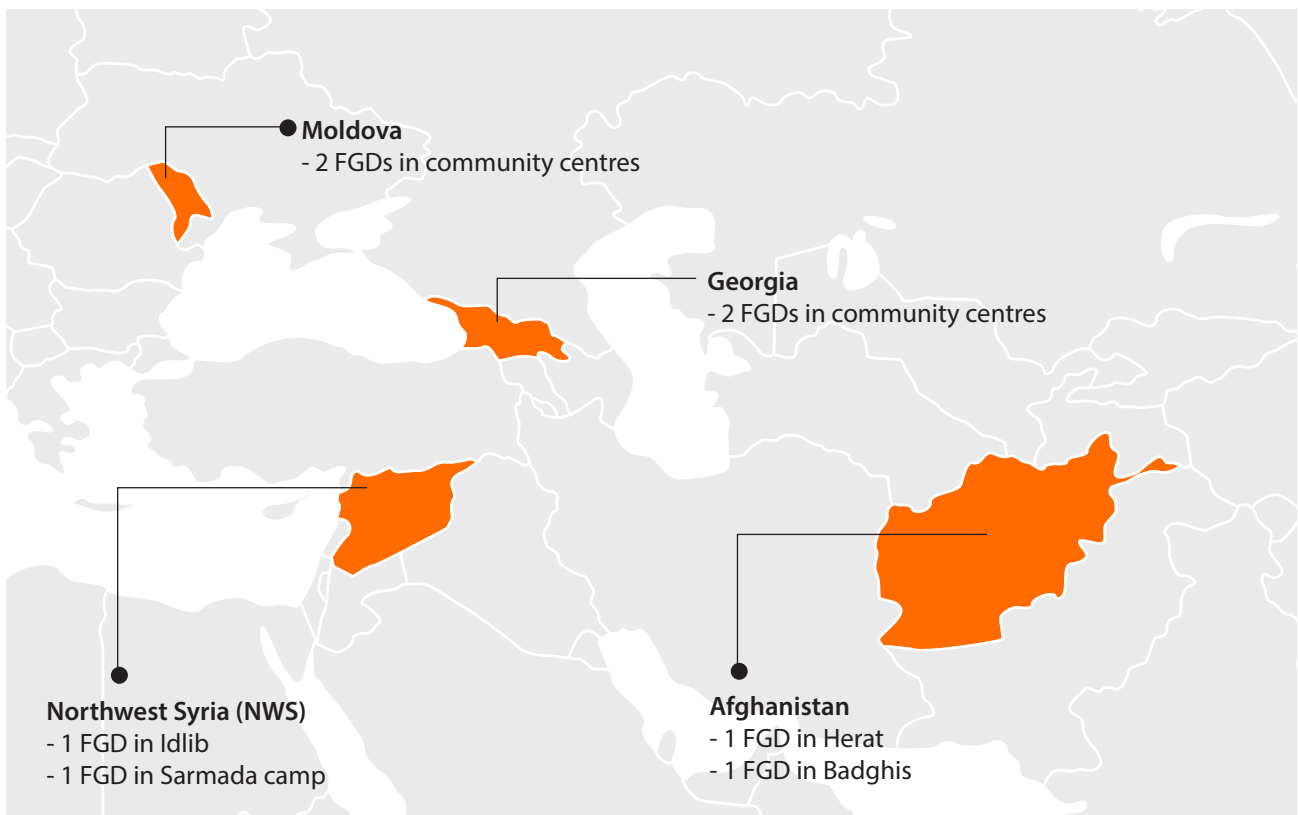 Moldova
- 2 FGDs in community centres
Georgia
- 2 FGDs in community centres
Northwest Syria (NWS)
- 1 FGD in Idlib
- 1 FGD in Sarmada camp
Afghanistan
- 1 FGD in Herat
- 1 FGD in Badghis